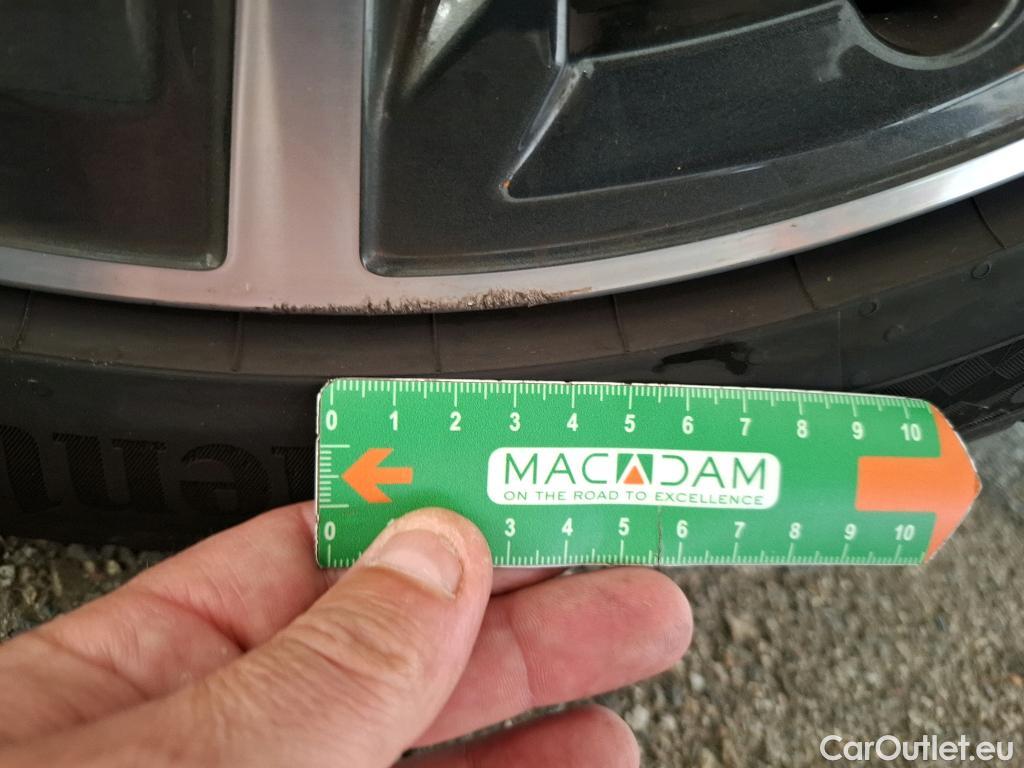 0 1 2 3 4 5 6 7 8 9 10
MACADAM
ON THE ROAD TO EXCELLENCE
0 3 4 5 6 7 8 9 10
CarOutlet.eu